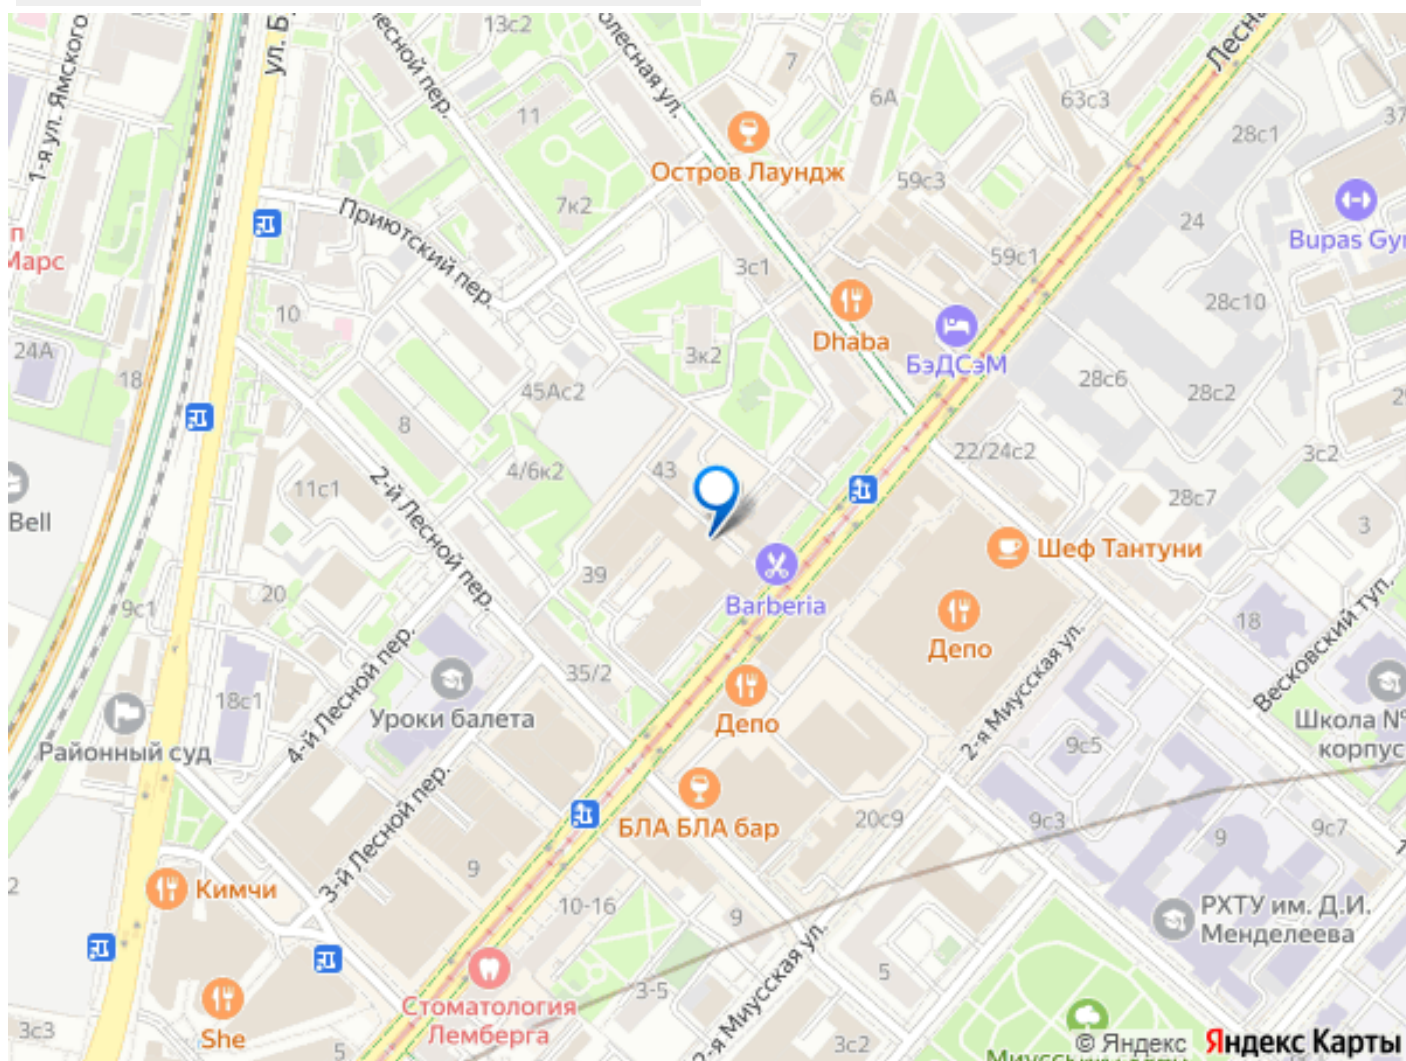 13с2
7
Лесной пер.
ул. Б
1-я ул. Ямского
6А
63с3
28с1
37
11
Остров Лаундж
59с3
24
7к2
Bupas Gy
п
Марс
Приютский пер.
3с1
59с1
28с10
10
Dhaba
БэДСэМ
3к2
24А
18
28с6
28с2
29
45Ас2
8
22/24с2
3с2
4/6к2
43
11с1
28с7
Bell
3
2-й Лесной пер.
Шеф Тантуни
39
Barberia
9с1
20
18
Депо
Весковский туп.
4-й Лесной пер.
35/2
18с1
Уроки балета
Депо
2-я Миусская ул.
Школа №
корпус
Районный суд
9с5
3-й Лесной пер.
БЛА БЛА бар
20с9
9с3
9
9с7
2
9
Кимчи
10-16
9
РХТУ им. Д.И.
Менделеева
2-я Миусская ул.
5
3-5
Стоматология
Лемберга
She
3с3
5
3с2
© Яндекс
Яндекс Карты